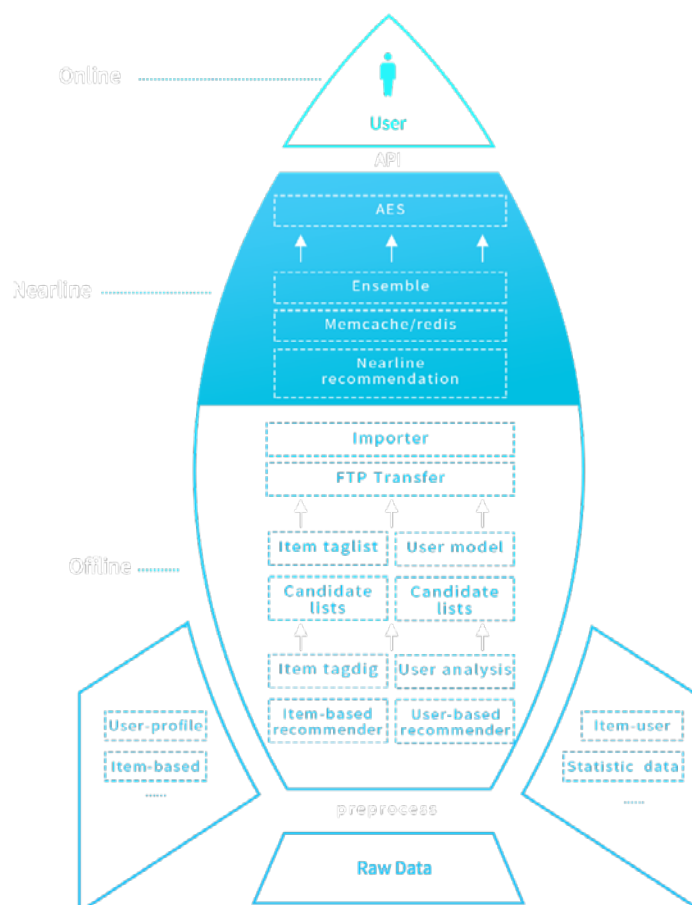 Online
User
API
AES
Nearline
Ensemble
Memcache/redis
Nearline
recommendation
Importer
FTP Transfer
Item taglist
User model
Offline
Candidate
lists
Candidate
lists
Item tagdig
User analysis
Item-based
recommender
User-based
recommender
User-profile
Item-based
......
Item-user
Statistic data
......
preprocess
Raw Data